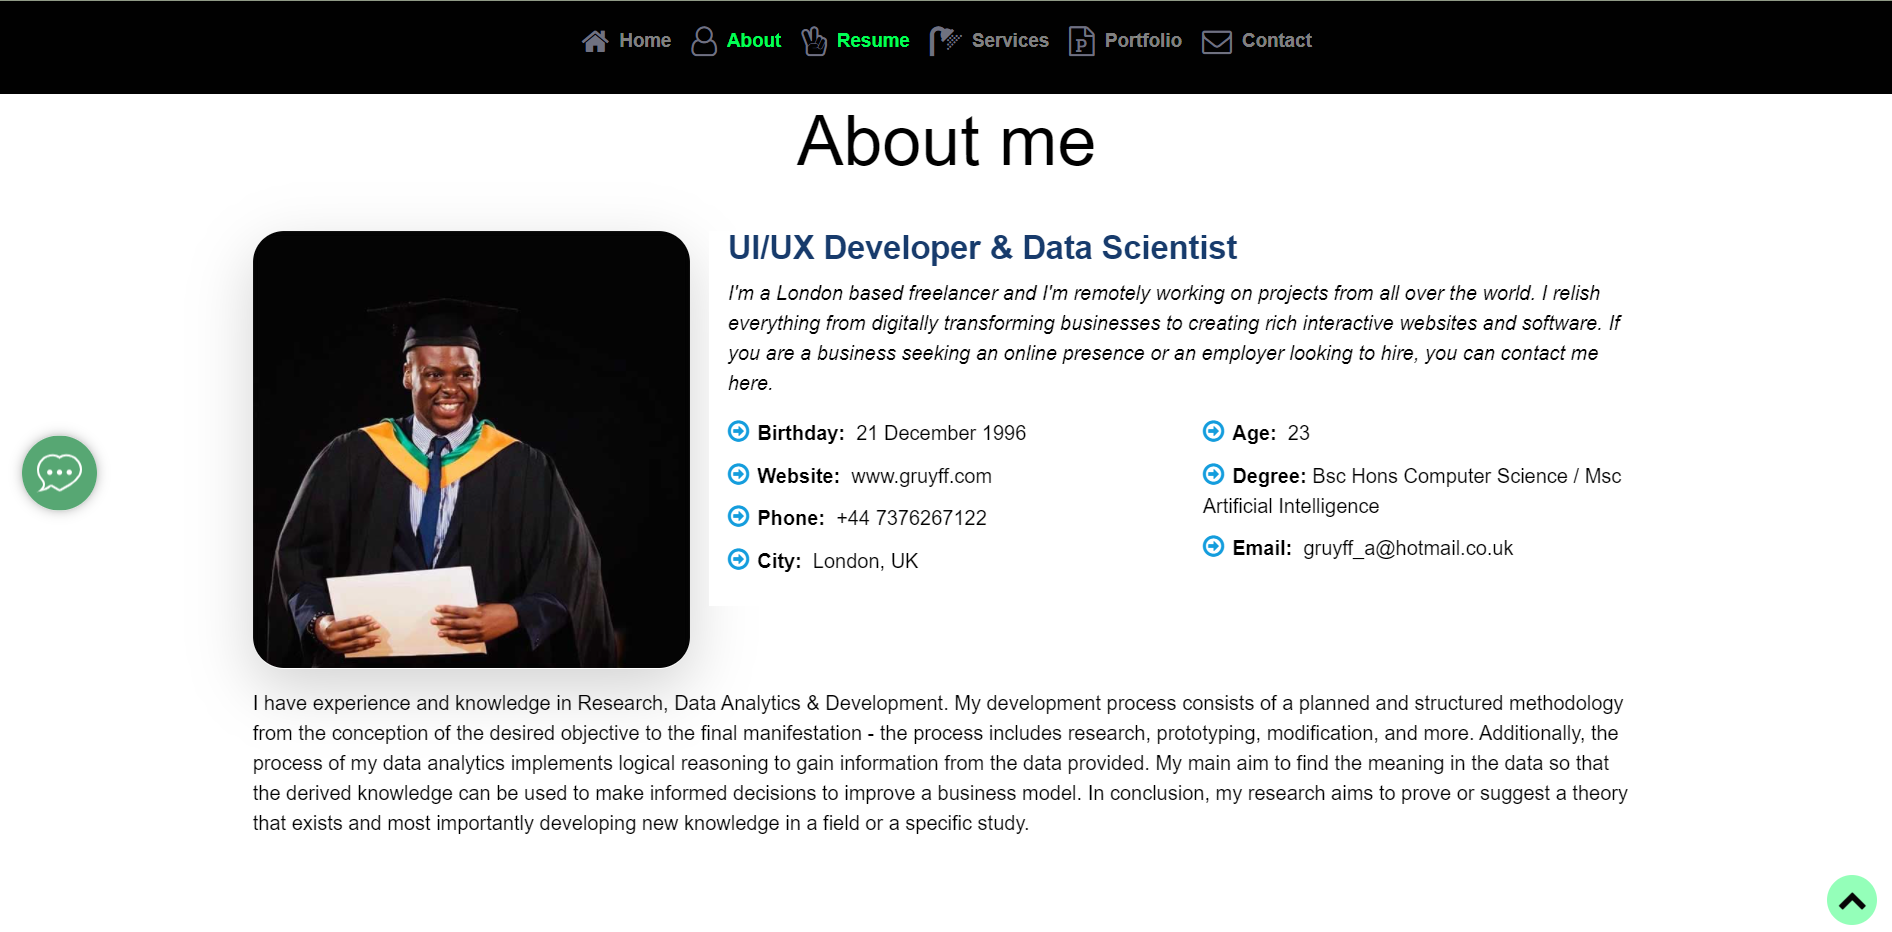 Home About Resume Services Portfolio Contact
About me
UI/UX Developer & Data Scientist
I'm a London based freelancer and I'm remotely working on projects from all over the world. I relish
everything from digitally transforming businesses to creating rich interactive websites and software. If
you are a business seeking an online presence or an employer looking to hire, you can contact me
here.
Birthday: 21 December 1996
Website: www.gruyff.com
Phone: +44 7376267122
City: London, UK
Age: 23
Degree: Bsc Hons Computer Science / Msc
Artificial Intelligence
Email: gruyff_a@hotmail.co.uk
I have experience and knowledge in Research, Data Analytics & Development. My development process consists of a planned and structured methodology
from the conception of the desired objective to the final manifestation - the process includes research, prototyping, modification, and more. Additionally, the
process of my data analytics implements logical reasoning to gain information from the data provided. My main aim to find the meaning in the data so that
the derived knowledge can be used to make informed decisions to improve a business model. In conclusion, my research aims to prove or suggest a theory
that exists and most importantly developing new knowledge in a field or a specific study.